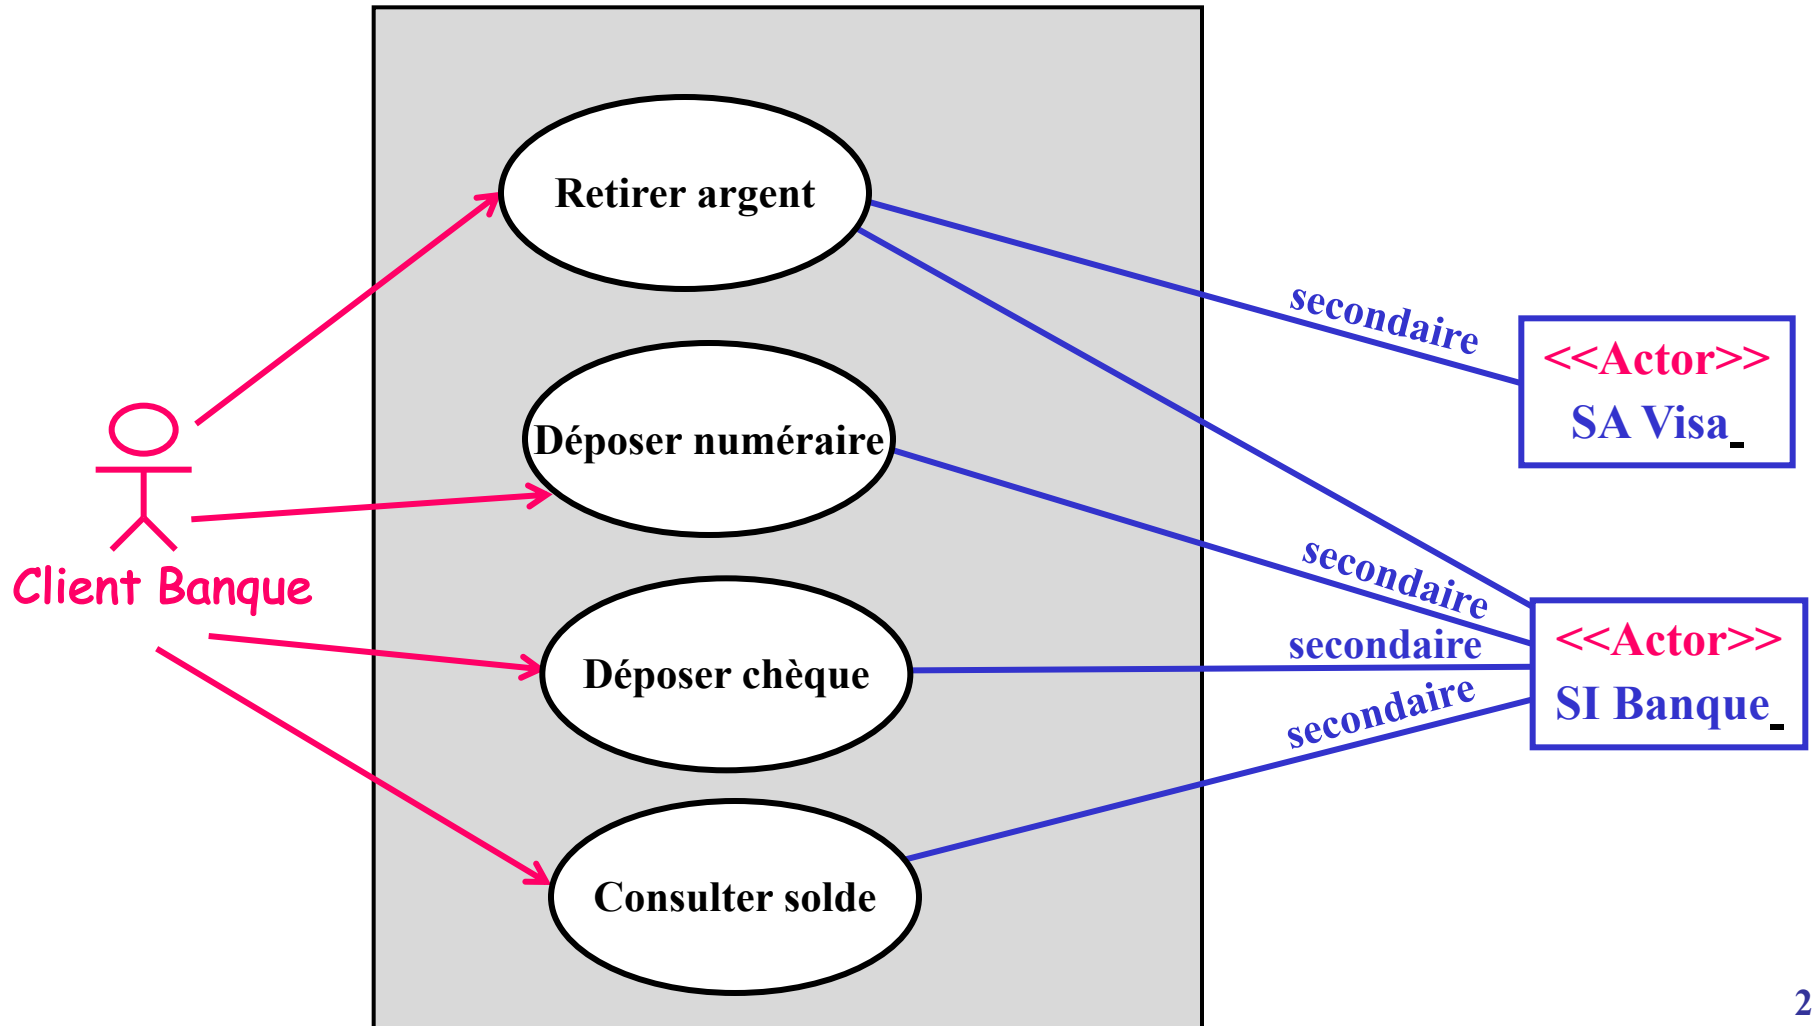 Retirer argent
secondaire
<<Actor>>
SA Visa
Déposer numéraire
secondaire
Client Banque
secondaire
<<Actor>>
Déposer chèque
SI Banque
secondaire
Consulter solde
2